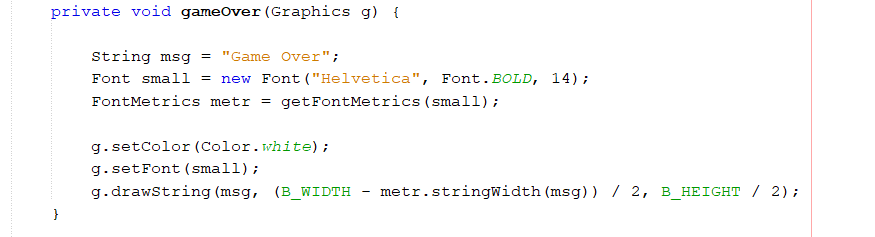 private void gameOver(Graphics g) {
String msg = "Game Over";
Font small = new Font("Helvetica", Font.BOLD, 14);
FontMetrics metr = getFontMetrics(small);
g.setColor(Color.white);
g.setFont(small);
g.drawString(msg, (B_WIDTH - metr.stringWidth(msg)) / 2, B_HEIGHT / 2);
}